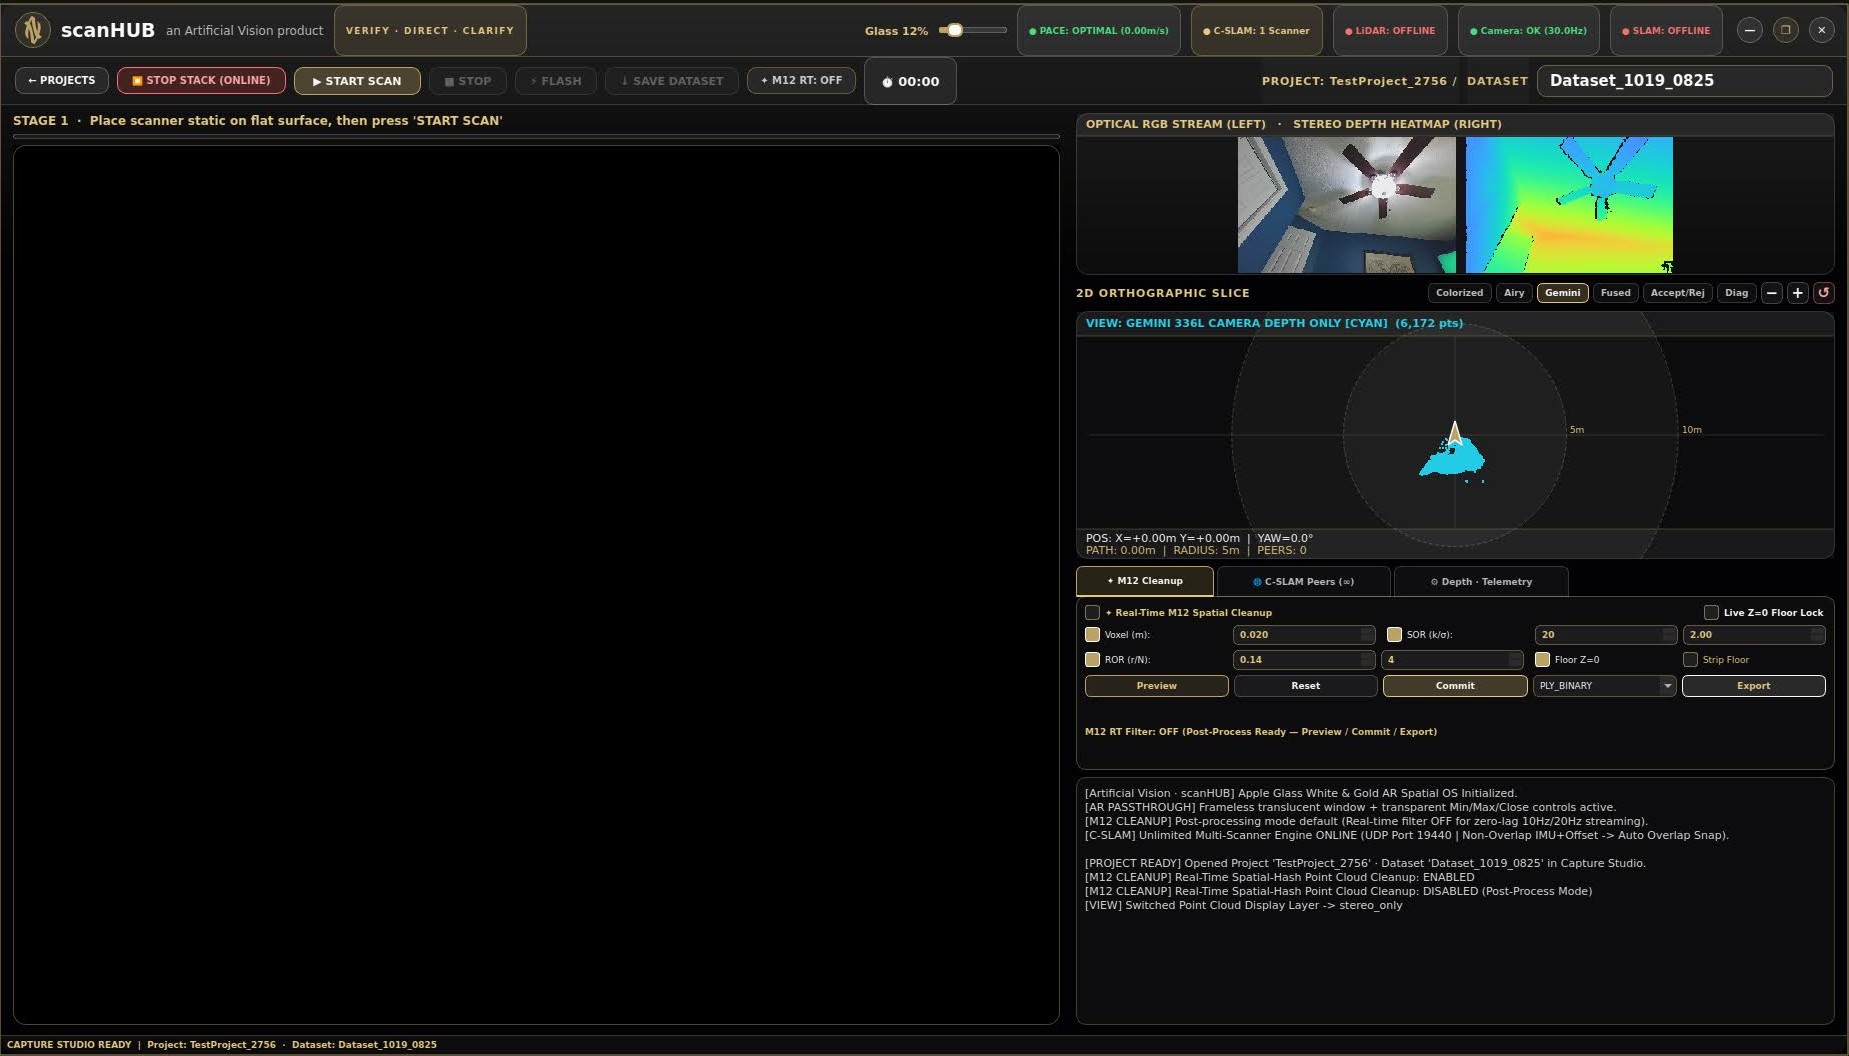 scanHUB an Artificial Vision product VERIFY · DIRECT · CLARIFY Glass 12% ● PACE: OPTIMAL (0.00m/s) ● C-SLAM: 1 Scanner ● LiDAR: OFFLINE ● Camera: OK (30.0Hz) ● SLAM: OFFLINE
← PROJECTS STOP STACK (ONLINE) ▶ START SCAN ■ STOP ⚡ FLASH ↓ SAVE DATASET ✦ M12 RT: OFF ⏱ 00:00 PROJECT: TestProject_2756 / DATASET Dataset_1019_0825
STAGE 1 · Place scanner static on flat surface, then press 'START SCAN'
OPTICAL RGB STREAM (LEFT) · STEREO DEPTH HEATMAP (RIGHT)
2D ORTHOGRAPHIC SLICE Colorized Airy Gemini Fused Accept/Rej Diag − + ↺
VIEW: GEMINI 336L CAMERA DEPTH ONLY [CYAN] (6,172 pts)
5m 10m
POS: X=+0.00m Y=+0.00m | YAW=0.0°
PATH: 0.00m | RADIUS: 5m | PEERS: 0
✦ M12 Cleanup 🌐 C-SLAM Peers (∞) ⚙ Depth · Telemetry
✦ Real-Time M12 Spatial Cleanup Live Z=0 Floor Lock
Voxel (m): 0.020 SOR (k/σ): 20 2.00
ROR (r/N): 0.14 4 Floor Z=0 Strip Floor
Preview Reset Commit PLY_BINARY Export
M12 RT Filter: OFF (Post-Process Ready — Preview / Commit / Export)
[Artificial Vision · scanHUB] Apple Glass White & Gold AR Spatial OS Initialized.
[AR PASSTHROUGH] Frameless translucent window + transparent Min/Max/Close controls active.
[M12 CLEANUP] Post-processing mode default (Real-time filter OFF for zero-lag 10Hz/20Hz streaming).
[C-SLAM] Unlimited Multi-Scanner Engine ONLINE (UDP Port 19440 | Non-Overlap IMU+Offset -> Auto Overlap Snap).
[PROJECT READY] Opened Project 'TestProject_2756' · Dataset 'Dataset_1019_0825' in Capture Studio.
[M12 CLEANUP] Real-Time Spatial-Hash Point Cloud Cleanup: ENABLED
[M12 CLEANUP] Real-Time Spatial-Hash Point Cloud Cleanup: DISABLED (Post-Process Mode)
[VIEW] Switched Point Cloud Display Layer -> stereo_only
CAPTURE STUDIO READY | Project: TestProject_2756 · Dataset: Dataset_1019_0825